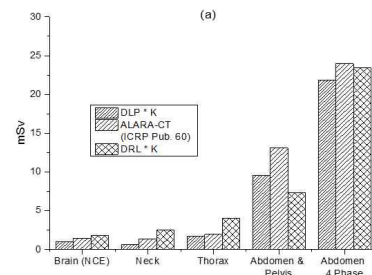 (a)
30
25
20
15
10
5
0
mSv
DLP * K
ALARA-CT
(ICRP Pub. 60)
DRL * K
Brain (NCE)
Neck
Thorax
Abdomen &
Pelvis
Abdomen
4 Phase